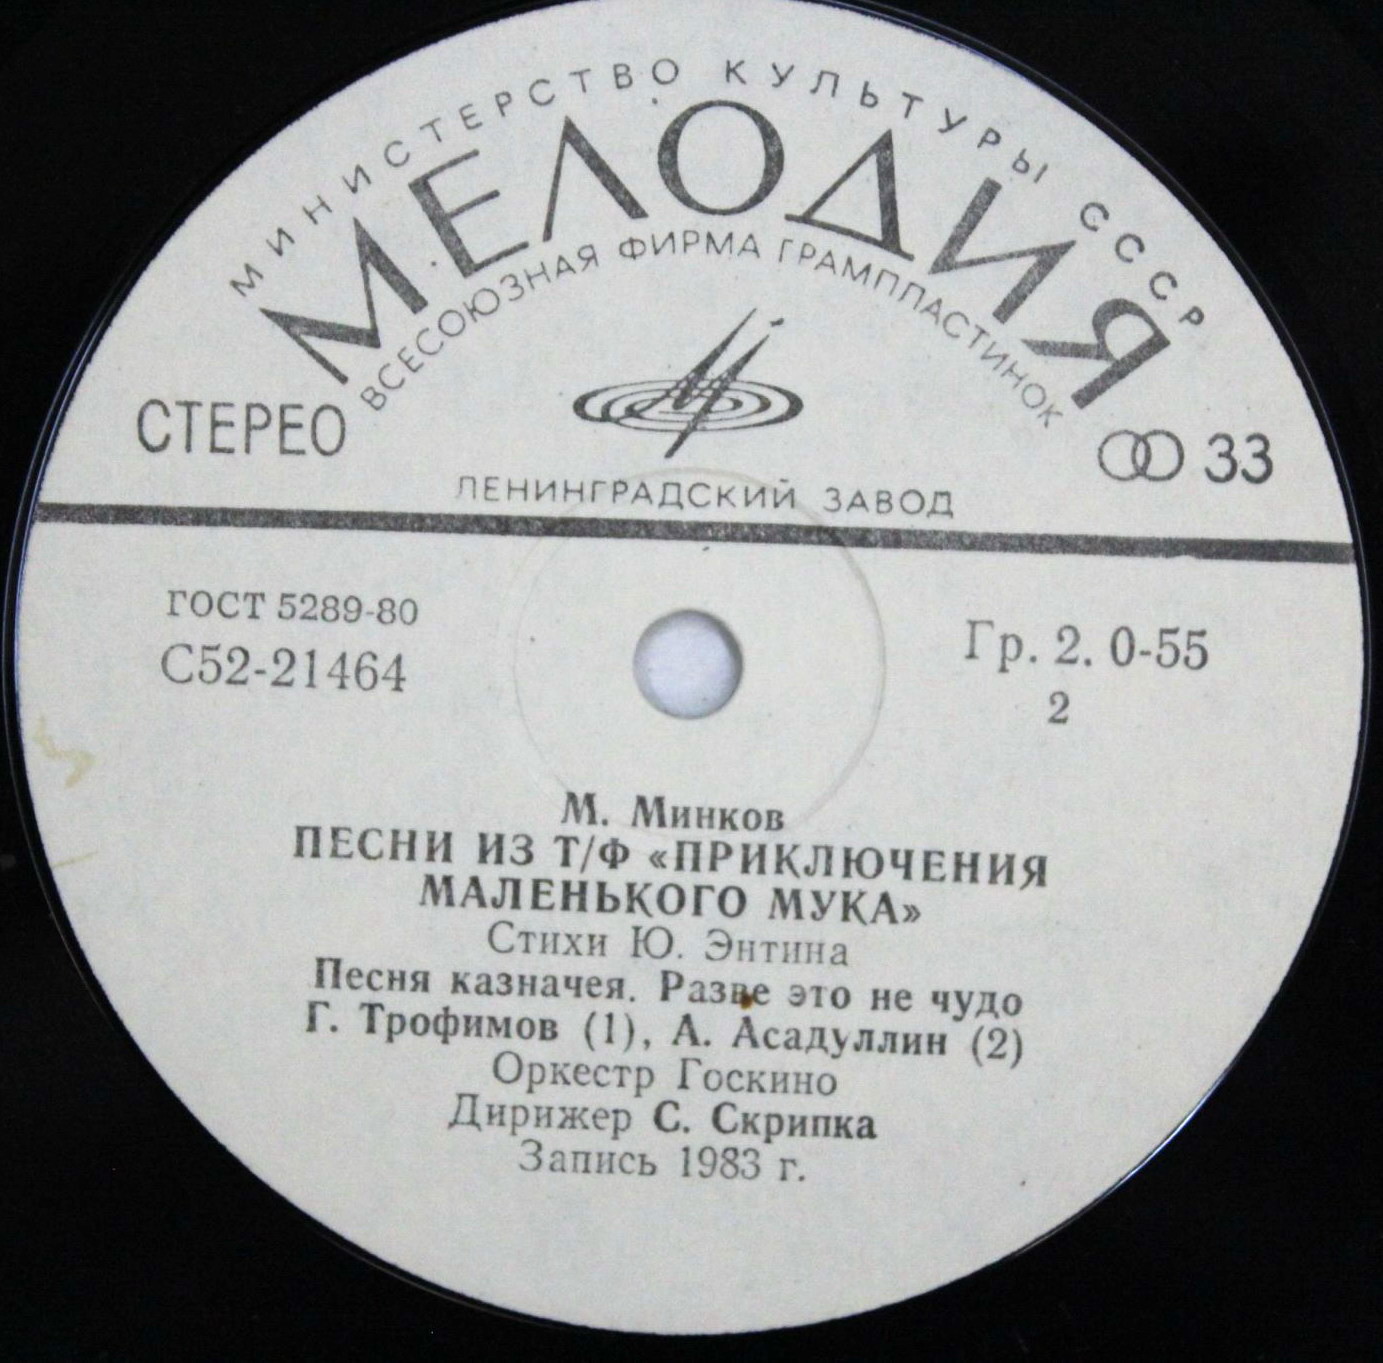 МИНИСТЕРСТВО КУЛЬТУРЫ СССР
МЕЛОДИЯ
ВСЕСОЮЗНАЯ ФИРМА ГРАМПЛАСТИНОК
СТЕРЕО
33
ЛЕНИНГРАДСКИЙ ЗАВОД
ГОСТ 5289-80
С52-21464
Гр. 2. 0-55
2
М. Минков
ПЕСНИ ИЗ Т/Ф «ПРИКЛЮЧЕНИЯ
МАЛЕНЬКОГО МУКА»
Стихи Ю. Энтина
Песня казначея. Разве это не чудо
Г. Трофимов (1), А. Асадуллин (2)
Оркестр Госкино
Дирижер С. Скрипка
Запись 1983 г.